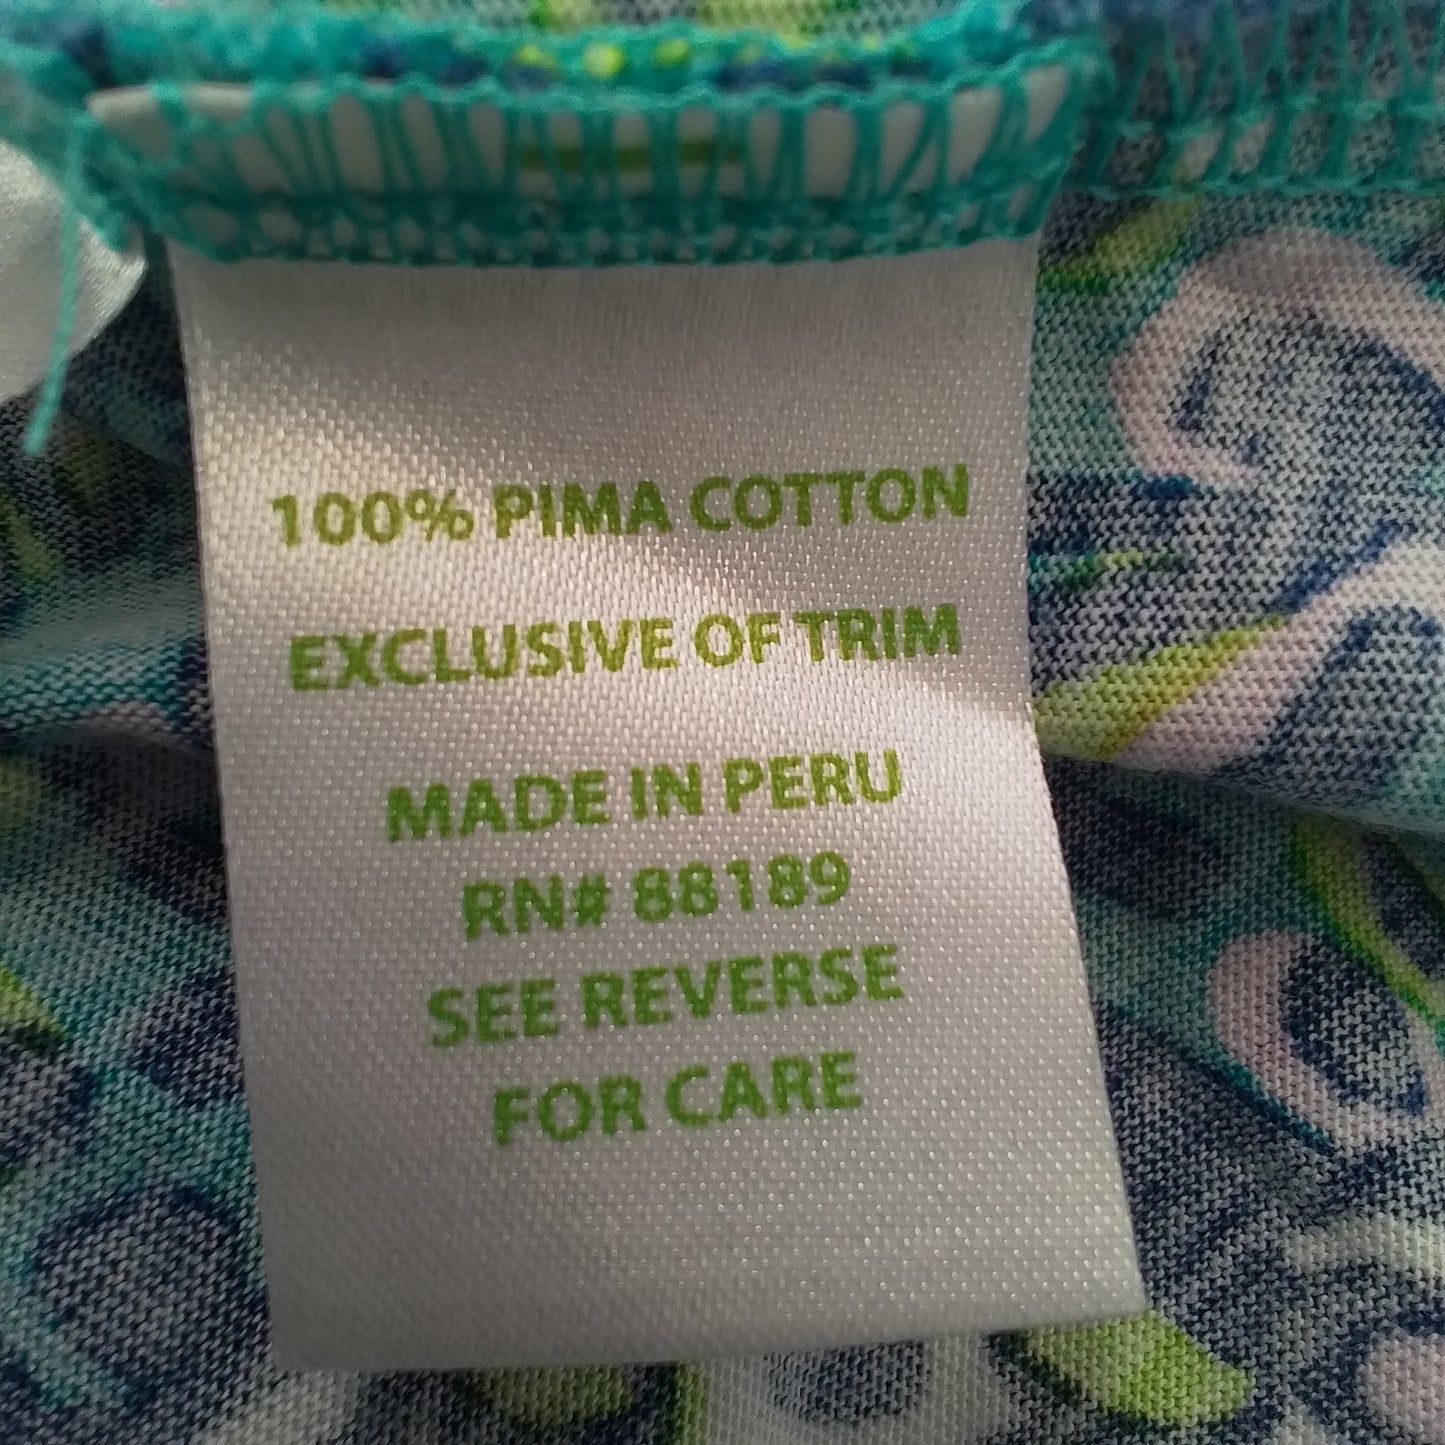 100% PIMA COTTON
EXCLUSIVE OF TRIM
MADE IN PERU
RN# 88189
SEE REVERSE
FOR CARE